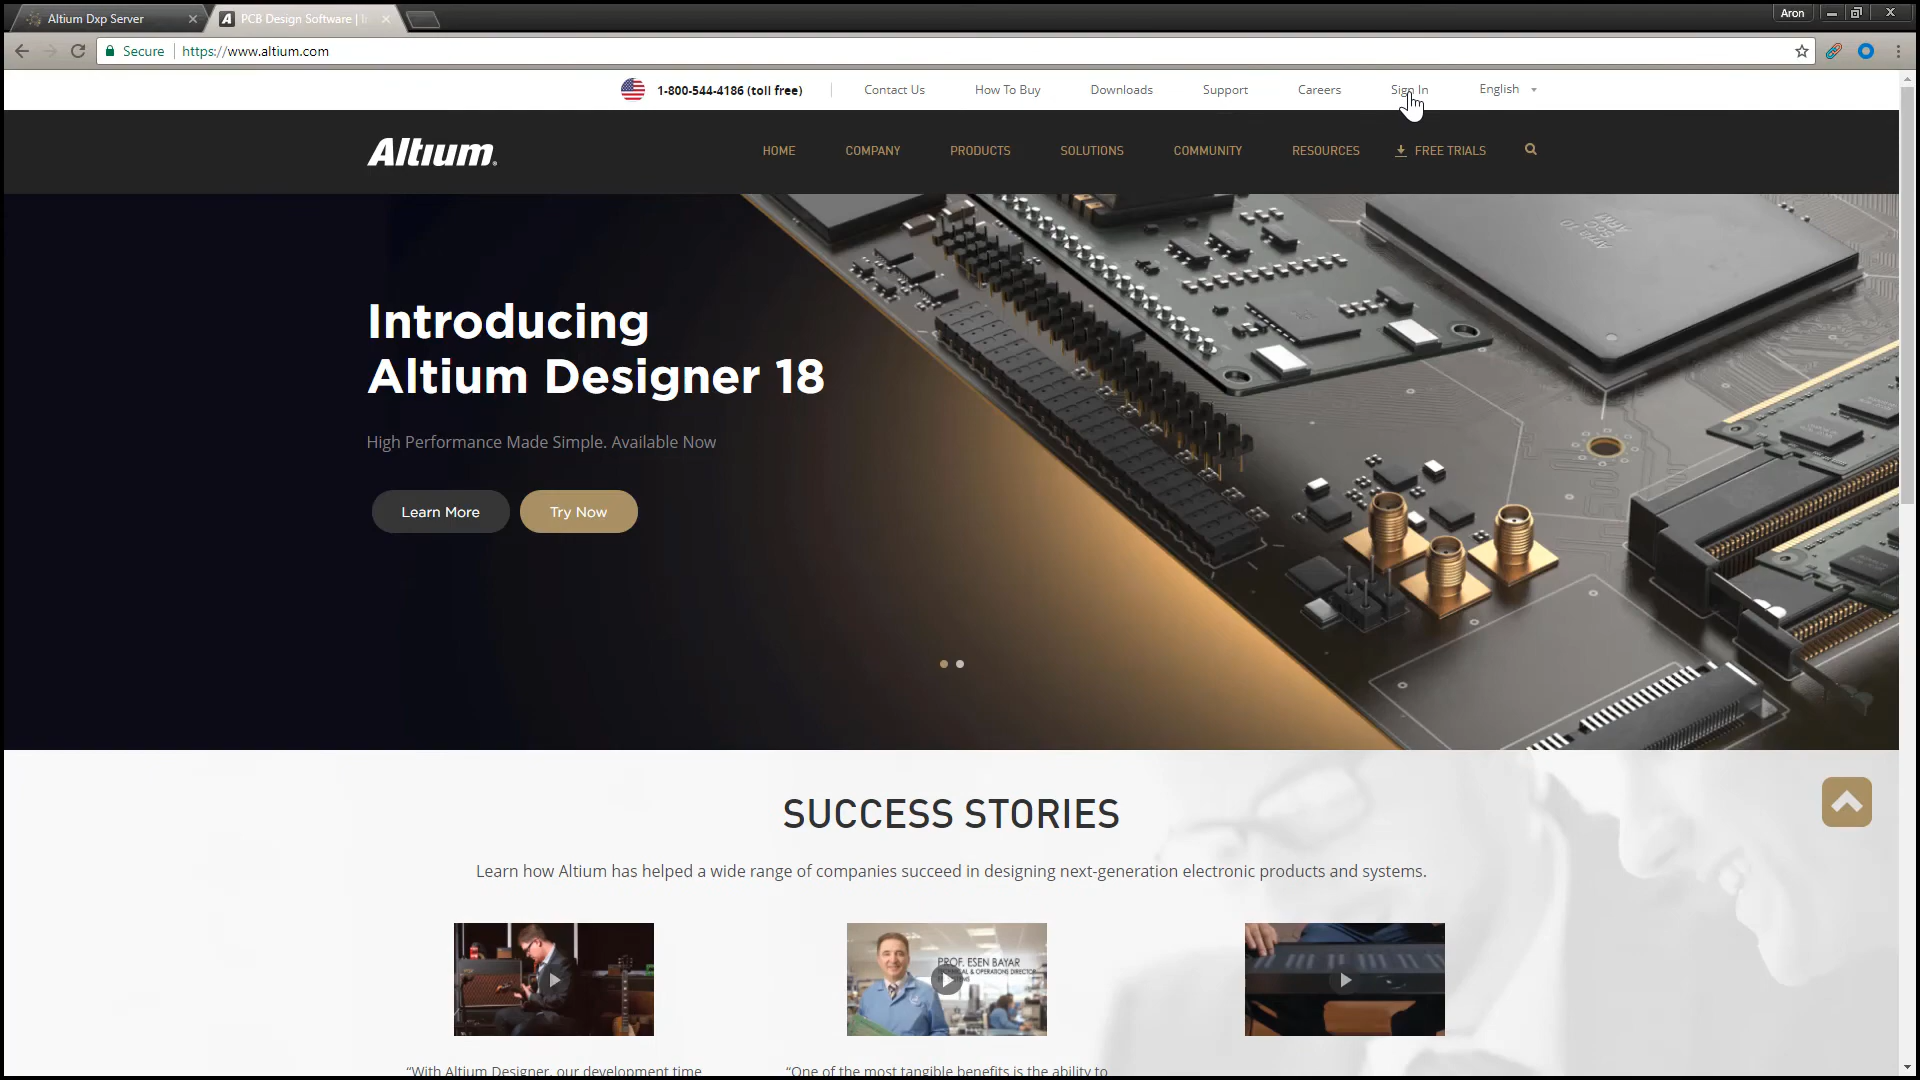 Altium Dxp Server
PCB Design Software |
Aron
Secure
https://www.altium.com
1-800-544-4186 (toll free)
Contact Us
How To Buy
Downloads
Support
Careers
Sign In
English
Altium
HOME
COMPANY
PRODUCTS
SOLUTIONS
COMMUNITY
RESOURCES
FREE TRIALS
Introducing
Altium Designer 18
High Performance Made Simple. Available Now
Learn More
Try Now
SUCCESS STORIES
Learn how Altium has helped a wide range of companies succeed in designing next-generation electronic products and systems.
PROF. ESEN BAYAR
TECHNICAL & OPERATIONS DIRECTOR
“With Altium Designer, our development time
“One of the most tangible benefits is the ability to